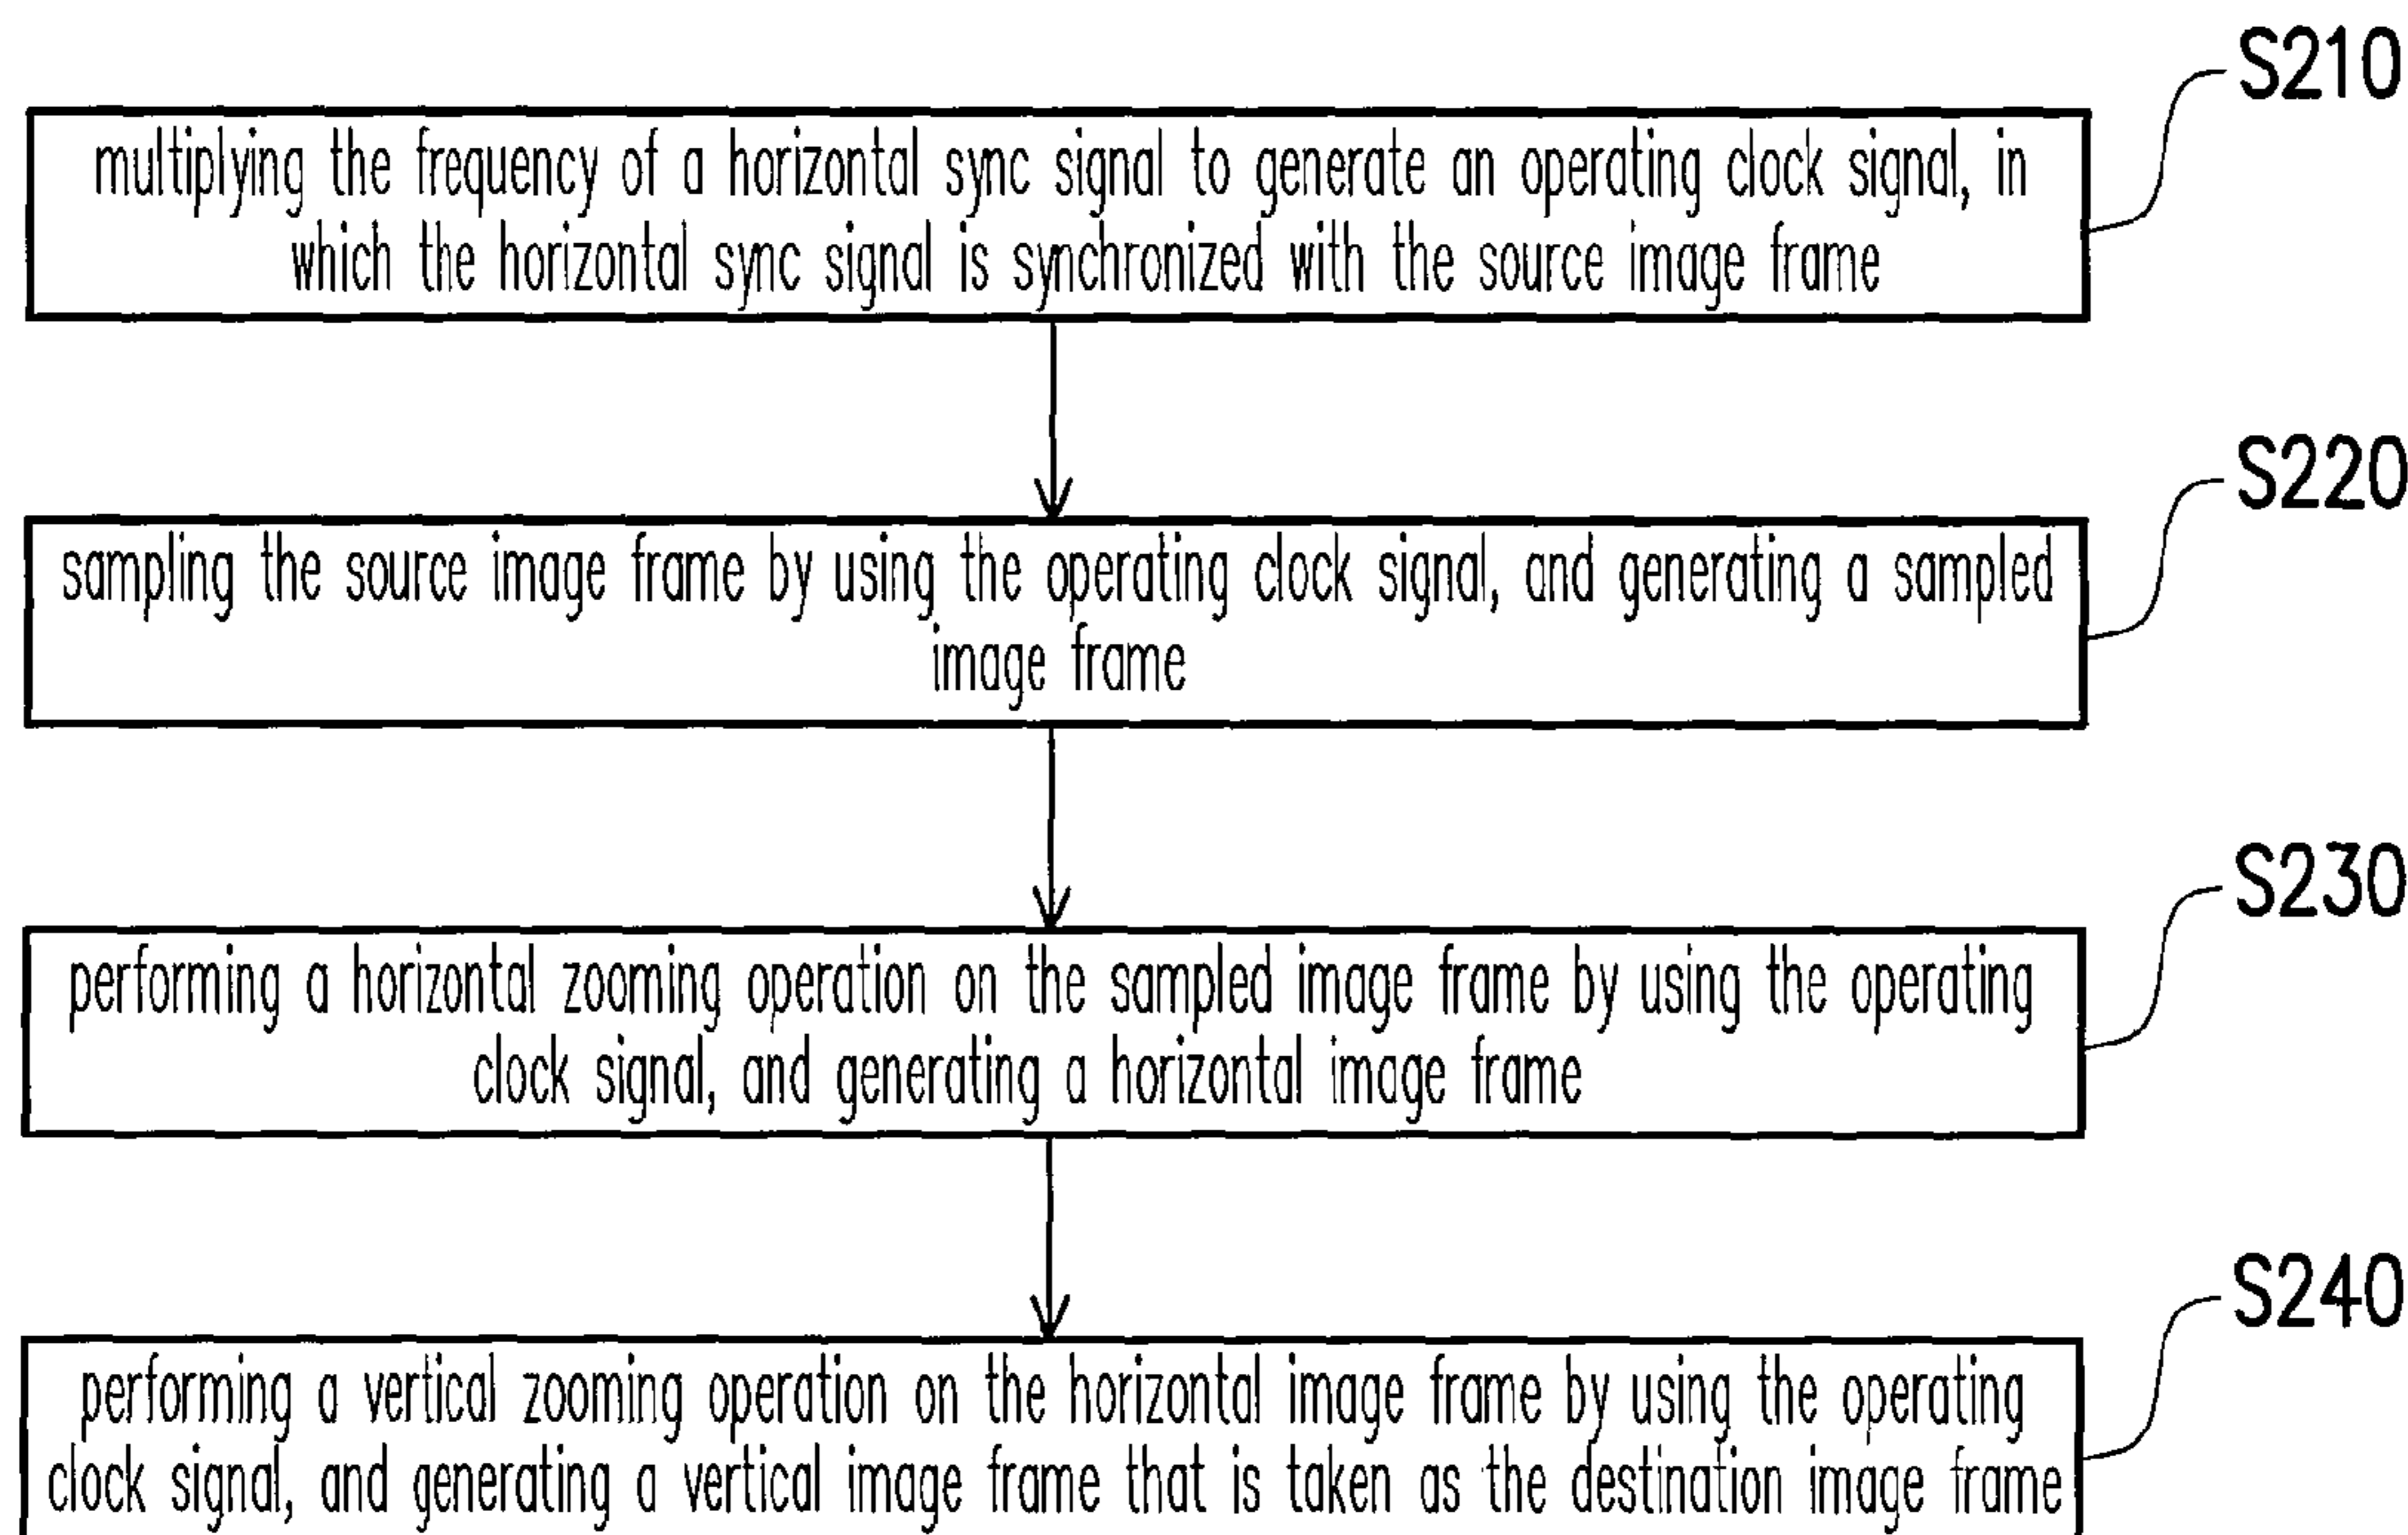 S210
multiplying the frequency of a horizontal sync signal to generate an operating clock signal, in
which the horizontal sync signal is synchronized with the source image frame
S220
sampling the source image frame by using the operating clock signal, and generating a sampled
image frame
S230
performing a horizontal zooming operation on the sampled image frame by using the operating
clock signal, and generating a horizontal image frame
S240
performing a vertical zooming operation on the horizontal image frame by using the operating
clock signal, and generating a vertical image frame that is taken as the destination image frame